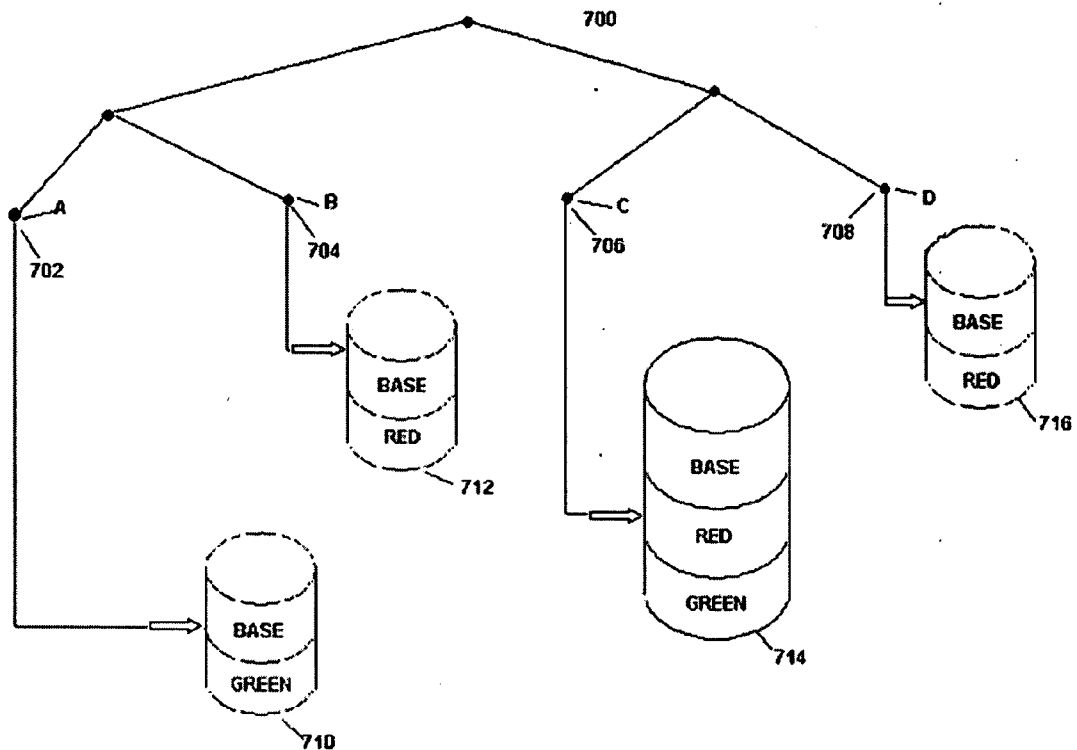 700
A
702
B
704
C
706
D
708
BASE
RED
716
BASE
RED
712
BASE
RED
GREEN
714
BASE
GREEN
710